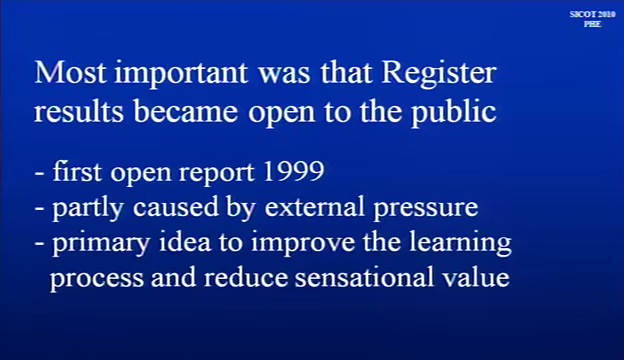 SICOT 2010
PHE
Most important was that Register
results became open to the public
- first open report 1999
- partly caused by external pressure
- primary idea to improve the learning
process and reduce sensational value